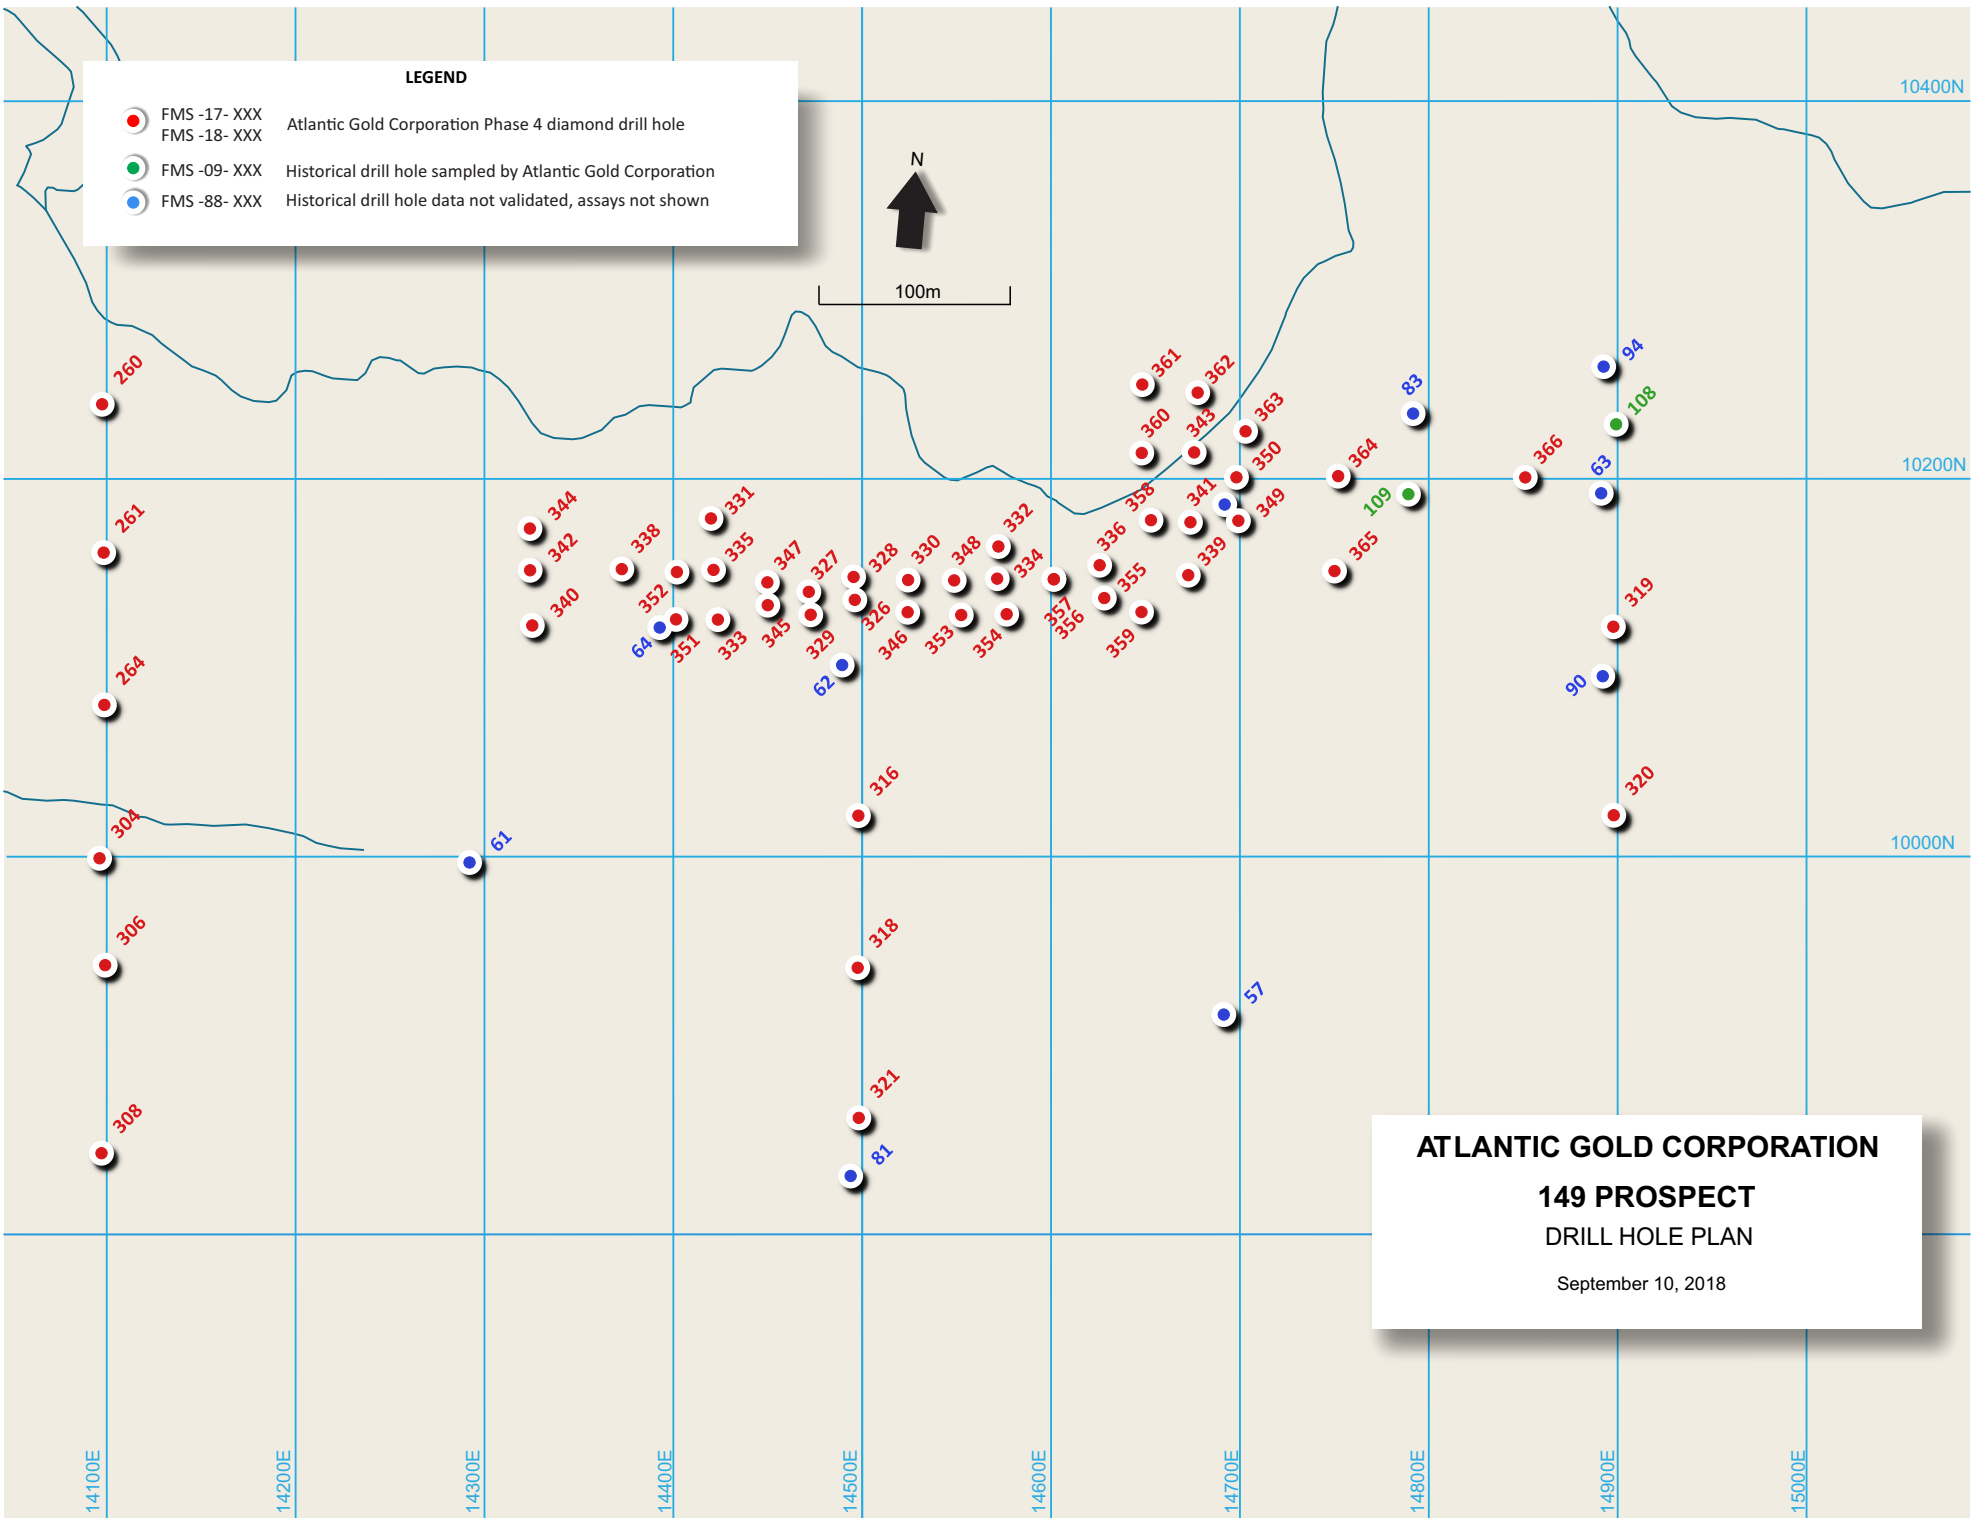 LEGEND
FMS -17- XXX
FMS -18- XXX
Atlantic Gold Corporation Phase 4 diamond drill hole
FMS -09- XXX Historical drill hole sampled by Atlantic Gold Corporation
FMS -88- XXX Historical drill hole data not validated, assays not shown
10400N
N
100m
94
361
260
362
83
108
363
360
343
350
364
366
63
10200N
358
341
349
109
344
331
261
332
338
342
335
347
327
328
330
348
334
336
339
365
355
340
352
326
357
356
319
64
351
333
345
329
346
353
354
359
264
62
90
316
320
304
61
10000N
306
318
57
321
308
81
ATLANTIC GOLD CORPORATION
149 PROSPECT
DRILL HOLE PLAN
September 10, 2018
14100E
14200E
14300E
14400E
14500E
14600E
14700E
14800E
14900E
15000E